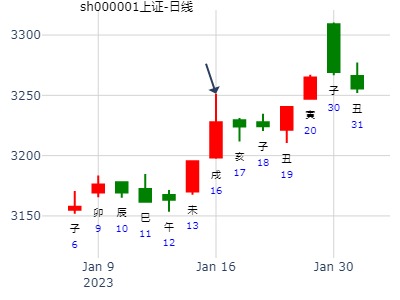 sh000001上证-日线
3300
3250
3200
3150
子
6
卯
9
辰
10
巳
11
午
12
未
13
戌
16
亥
17
子
18
丑
19
寅
20
子
30
丑
31
Jan 9
2023
Jan 16
Jan 30